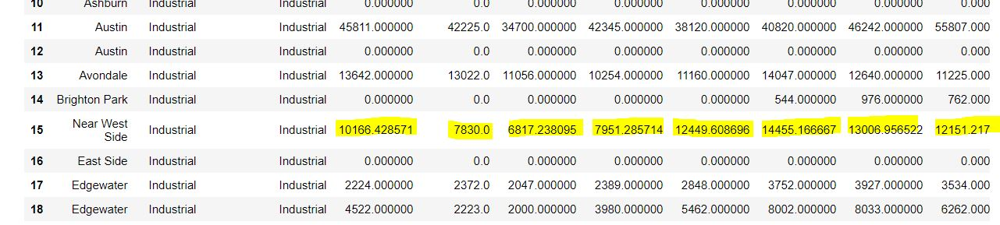 10 Ashburn Industrial Industrial 0.000000 0.0 0.000000 0.000000 0.000000 0.000000 0.000000 0.000
11 Austin Industrial Industrial 45811.000000 42225.0 34700.000000 42345.000000 38120.000000 40820.000000 46242.000000 55807.000
12 Austin Industrial Industrial 0.000000 0.0 0.000000 0.000000 0.000000 0.000000 0.000000 0.000
13 Avondale Industrial Industrial 13642.000000 13022.0 11056.000000 10254.000000 11160.000000 14047.000000 12640.000000 11225.000
14 Brighton Park Industrial Industrial 0.000000 0.0 0.000000 0.000000 0.000000 544.000000 976.000000 762.000
15 Near West Side Industrial Industrial 10166.428571 7830.0 6817.238095 7951.285714 12449.608696 14455.166667 13006.956522 12151.217
16 East Side Industrial Industrial 0.000000 0.0 0.000000 0.000000 0.000000 0.000000 0.000000 0.000
17 Edgewater Industrial Industrial 2224.000000 2372.0 2047.000000 2389.000000 2848.000000 3752.000000 3927.000000 3534.000
18 Edgewater Industrial Industrial 4522.000000 2223.0 2000.000000 3980.000000 5462.000000 8002.000000 8033.000000 6262.000